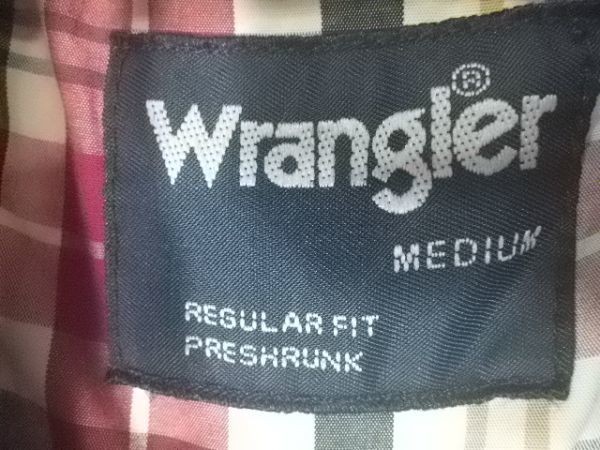 Wrangler®
MEDIUM
REGULAR FIT
PRESHRUNK